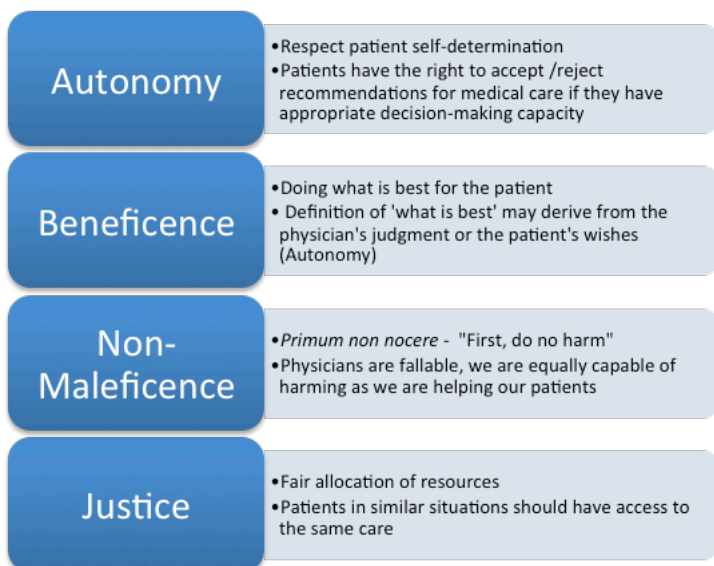 Autonomy
•Respect patient self-determination
•Patients have the right to accept /reject
recommendations for medical care if they have
appropriate decision-making capacity
Beneficence
•Doing what is best for the patient
• Definition of 'what is best' may derive from the
physician's judgment or the patient's wishes
(Autonomy)
Non-
Maleficence
•Primum non nocere - "First, do no harm"
•Physicians are fallable, we are equally capable of
harming as we are helping our patients
Justice
•Fair allocation of resources
•Patients in similar situations should have access to
the same care